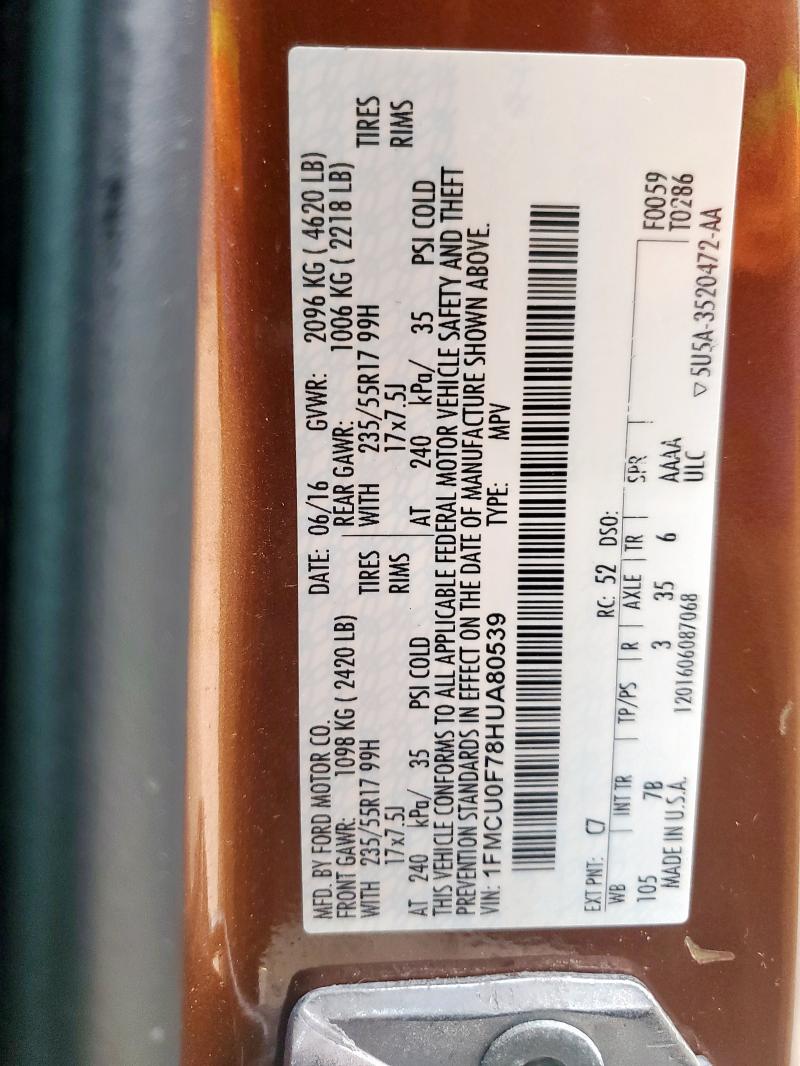 MFD. BY FORD MOTOR CO.
DATE: 06/16 GVWR: 2096 KG ( 4620 LB)
FRONT GAWR: 1098 KG ( 2420 LB) REAR GAWR: 1006 KG ( 2218 LB)
WITH 235/55R17 99H TIRES WITH 235/55R17 99H TIRES
17x7.5J RIMS 17x7.5J RIMS
AT 240 kPa/ 35 PSI COLD AT 240 kPa/ 35 PSI COLD
THIS VEHICLE CONFORMS TO ALL APPLICABLE FEDERAL MOTOR VEHICLE SAFETY AND THEFT
PREVENTION STANDARDS IN EFFECT ON THE DATE OF MANUFACTURE SHOWN ABOVE.
VIN: 1FMCU0F78HUA80539 TYPE: MPV
EXT PNT: C7 RC: 52 DSO: F0059
WB INT TR TP/PS R AXLE TR SPR T0286
105 7B 3 35 6 AAAA
MADE IN U.S.A. 1201606087068 ULC ▽ 5U5A-3520472-AA